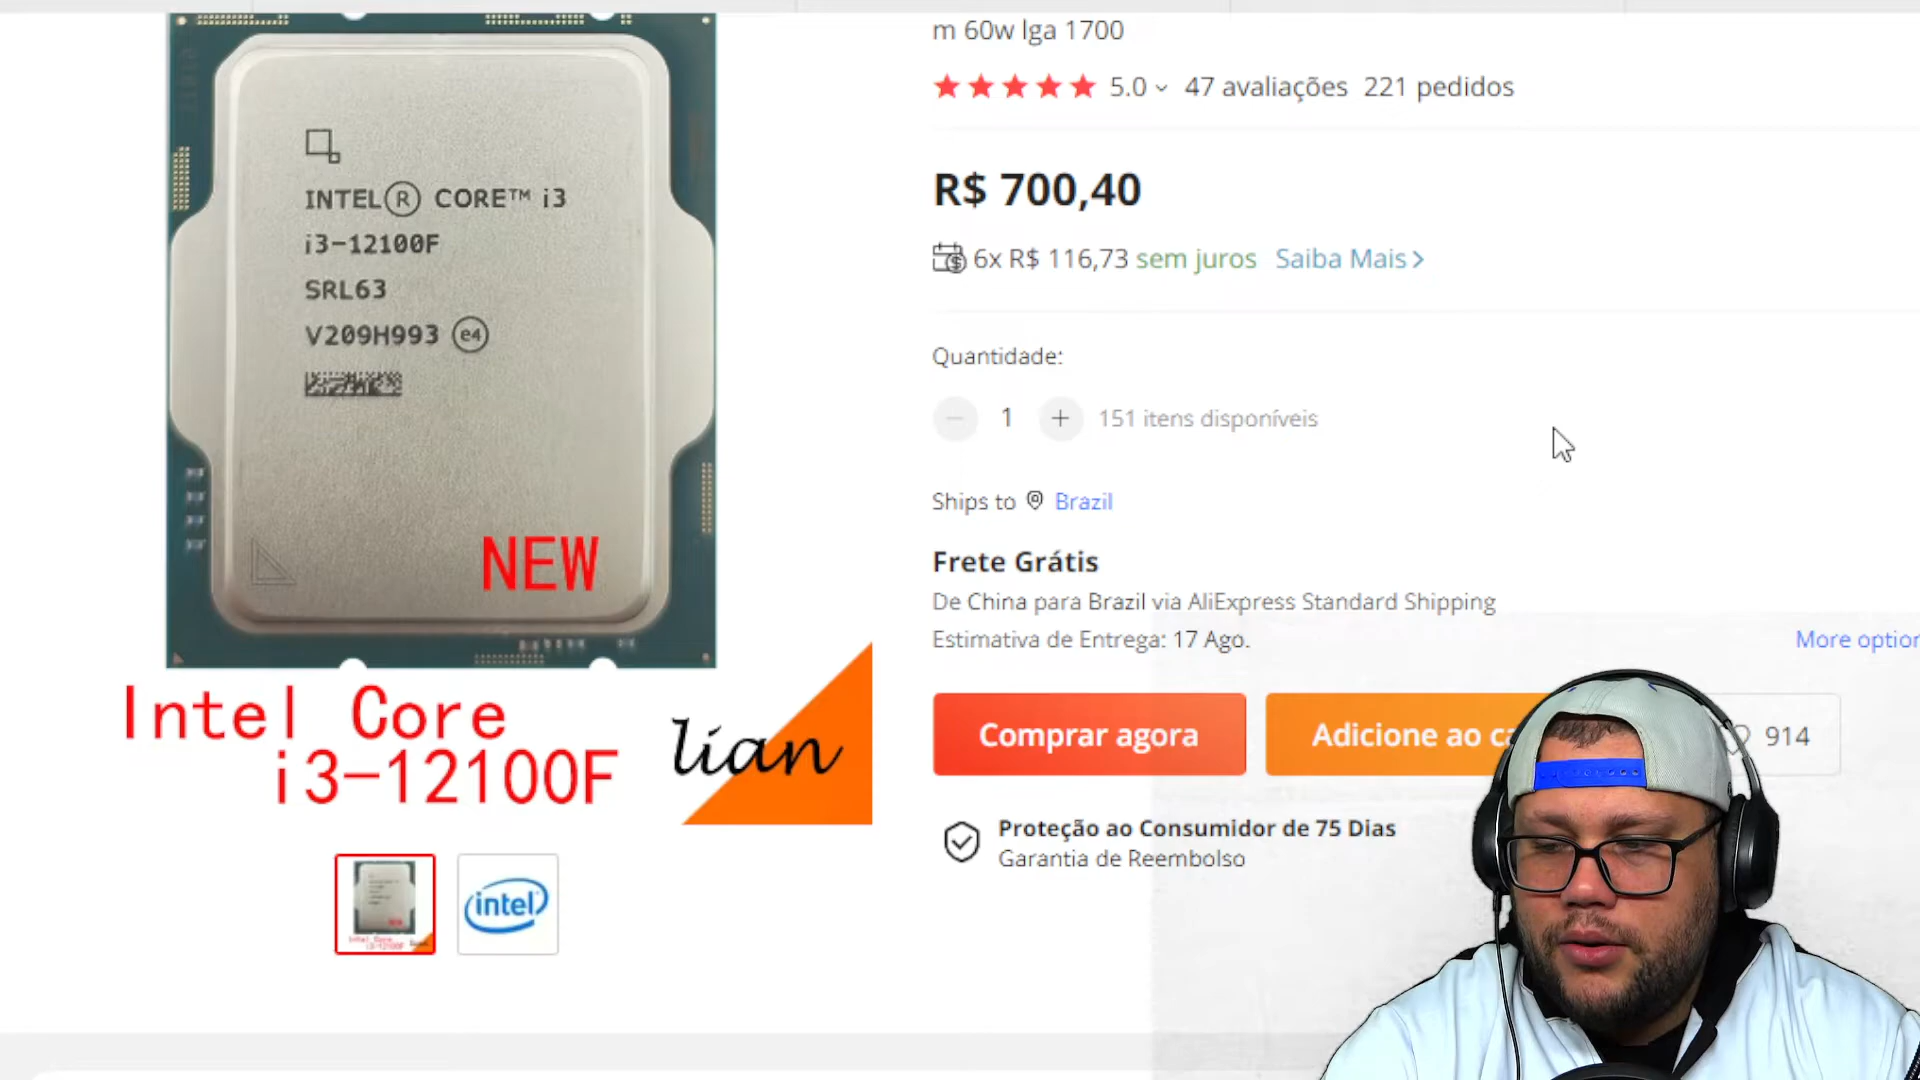 INTEL® CORE™ i3
i3-12100F
SRL63
V209H993 e4
NEW
Intel Core
i3-12100F
lian
intel
m 60w lga 1700
5.0 47 avaliações 221 pedidos
R$ 700,40
6x R$ 116,73 sem juros Saiba Mais
Quantidade:
1 151 itens disponíveis
Ships to Brazil
Frete Grátis
De China para Brazil via AliExpress Standard Shipping
Estimativa de Entrega: 17 Ago.
More option
Comprar agora
Adicione ao ca
914
Proteção ao Consumidor de 75 Dias
Garantia de Reembolso